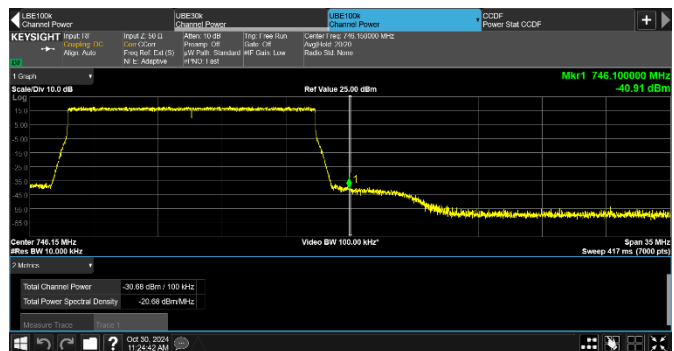 LBE100k
Channel Power
UBE30k
Channel Power
UBE100k
Channel Power
CCDF
Power Stat CCDF
KEYSIGHT
Input: RF
Coupling: DC
Align: Auto
Input Z: 50 Ω
Corr CCorr
Freq Ref: Ext (S)
NFE: Adaptive
Atten: 10 dB
Preamp: Off
µW Path: Standard
#PNO: Fast
Trig: Free Run
Gate: Off
#IF Gain: Low
Center Freq: 746.150000 MHz
Avg|Hold: 20/20
Radio Std: None
1 Graph
Scale/Div 10.0 dB
Ref Value 25.00 dBm
Mkr1 746.100000 MHz
-40.91 dBm
Log
15.0
5.00
-5.00
-15.0
-25.0
-35.0
-45.0
-55.0
-65.0
1
Center 746.15 MHz
#Res BW 10.000 kHz
Video BW 100.00 kHz*
Span 35 MHz
Sweep 417 ms (7000 pts)
2 Metrics
Total Channel Power
-30.68 dBm / 100 kHz
Total Power Spectral Density
-20.68 dBm/MHz
Measure Trace
Trace 1
?
Oct 30, 2024
11:24:42 AM